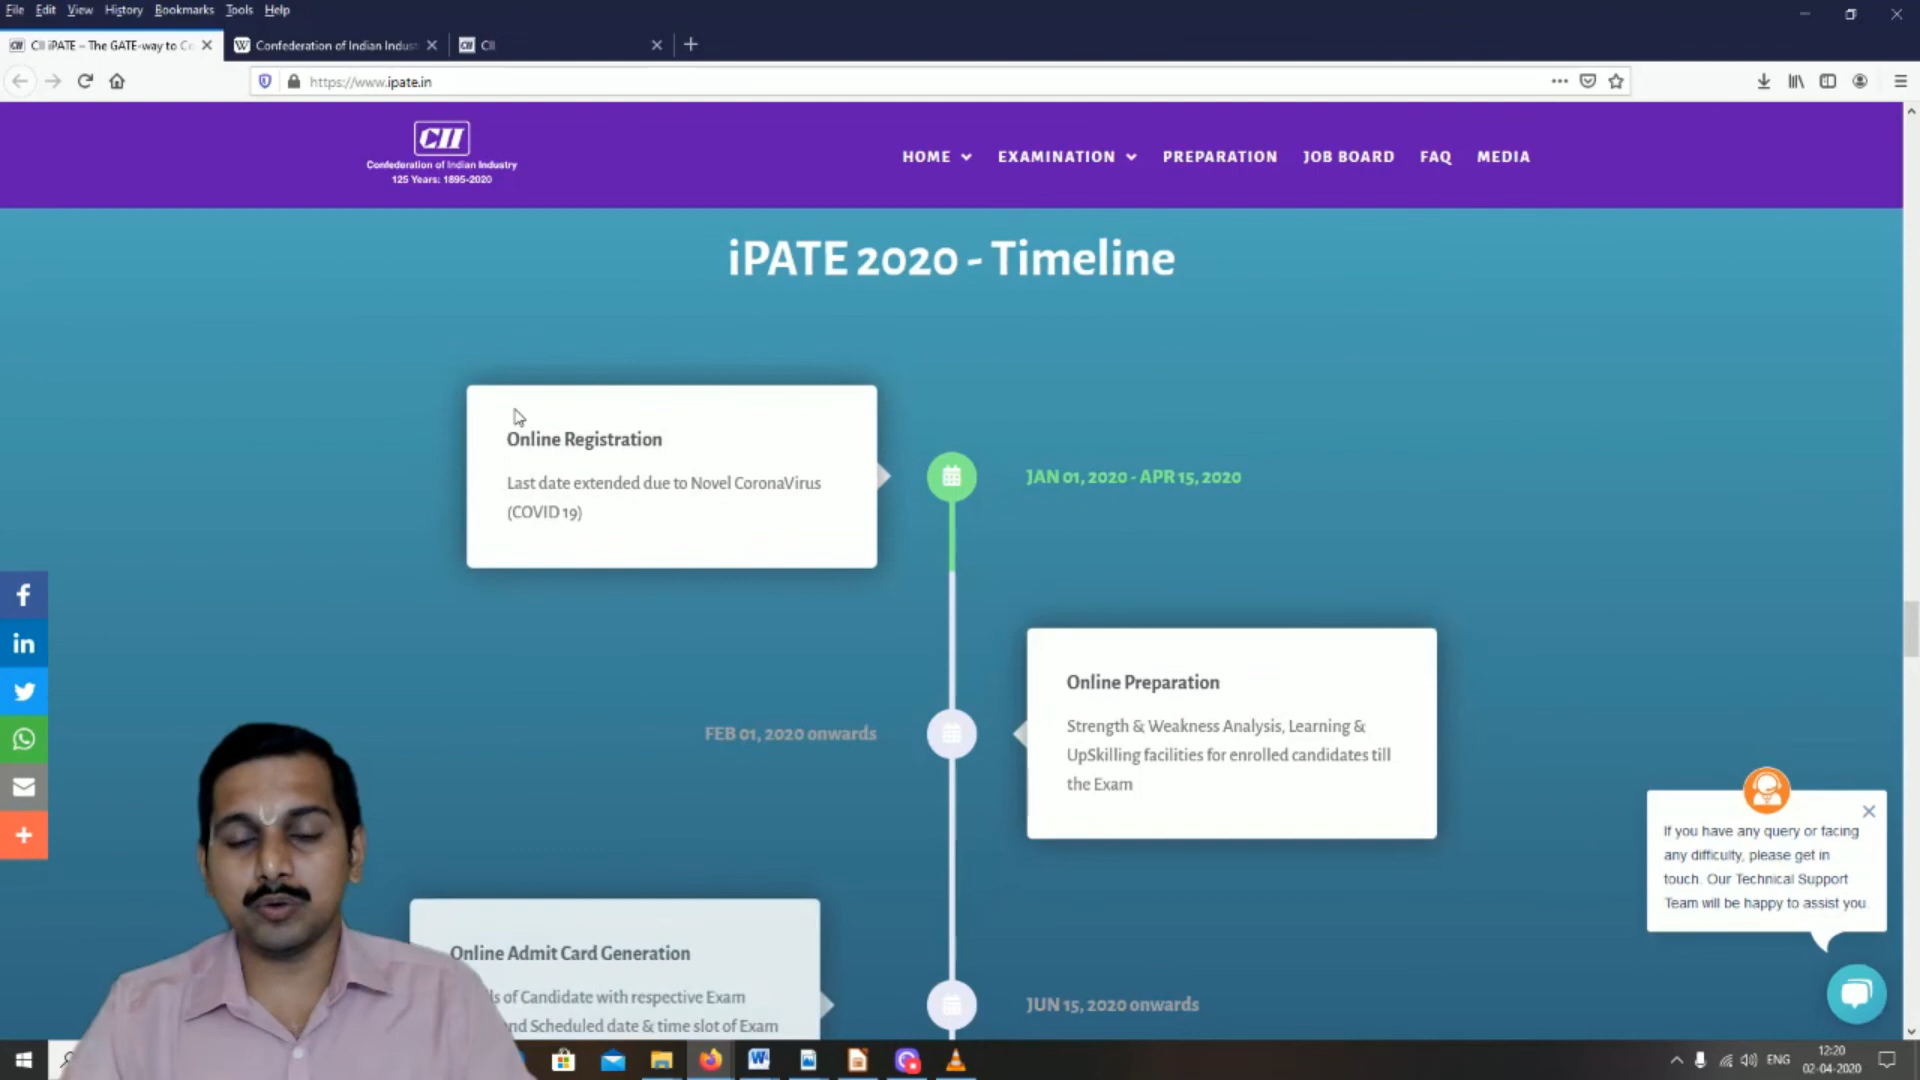 File Edit View History Bookmarks Tools Help
CII iPATE – The GATE-way to Ce
Confederation of Indian Indust
CII
https://www.ipate.in
CII
Confederation of Indian Industry
125 Years: 1895-2020
HOME EXAMINATION PREPARATION JOB BOARD FAQ MEDIA
iPATE 2020 - Timeline
Online Registration
Last date extended due to Novel CoronaVirus
(COVID 19)
JAN 01, 2020 - APR 15, 2020
FEB 01, 2020 onwards
Online Preparation
Strength & Weakness Analysis, Learning &
UpSkilling facilities for enrolled candidates till
the Exam
Online Admit Card Generation
ls of Candidate with respective Exam
nd Scheduled date & time slot of Exam
JUN 15, 2020 onwards
If you have any query or facing
any difficulty, please get in
touch. Our Technical Support
Team will be happy to assist you.
ENG
12:20
02-04-2020